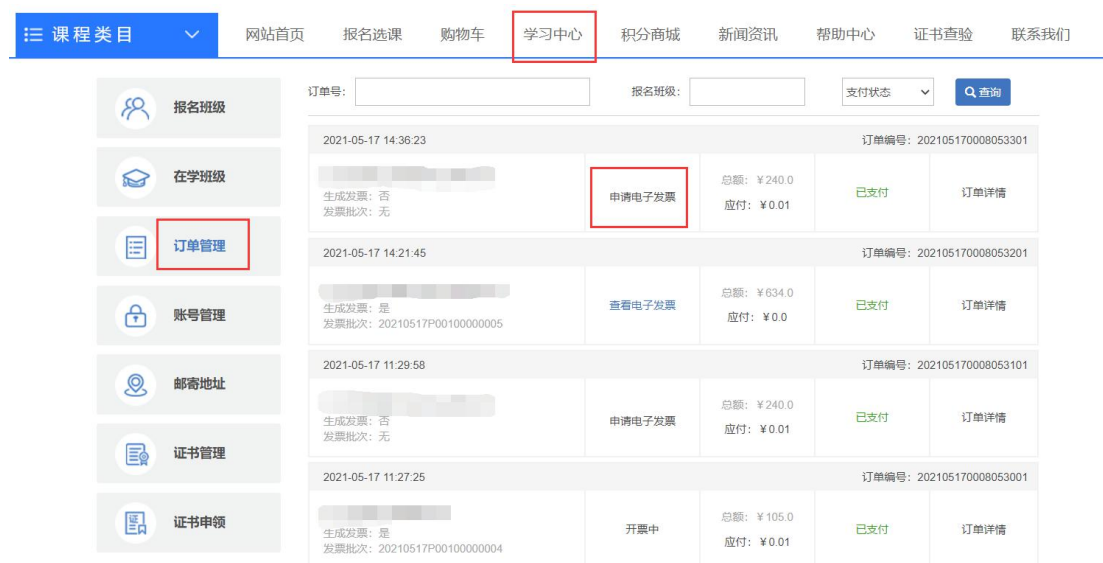 课程类目 网站首页 报名选课 购物车 学习中心 积分商城 新闻资讯 帮助中心 证书查验 联系我们
报名班级
在学班级
订单管理
账号管理
邮寄地址
证书管理
证书申领
订单号： 报名班级： 支付状态 查询
2021-05-17 14:36:23 订单编号：202105170008053301
生成发票：否
发票批次：无
申请电子发票
总额：￥240.0
应付：￥0.01
已支付
订单详情
2021-05-17 14:21:45 订单编号：202105170008053201
生成发票：是
发票批次：20210517P00100000005
查看电子发票
总额：￥634.0
应付：￥0.0
已支付
订单详情
2021-05-17 11:29:58 订单编号：202105170008053101
生成发票：否
发票批次：无
申请电子发票
总额：￥240.0
应付：￥0.01
已支付
订单详情
2021-05-17 11:27:25 订单编号：202105170008053001
生成发票：是
发票批次：20210517P00100000004
开票中
总额：￥105.0
应付：￥0.01
已支付
订单详情